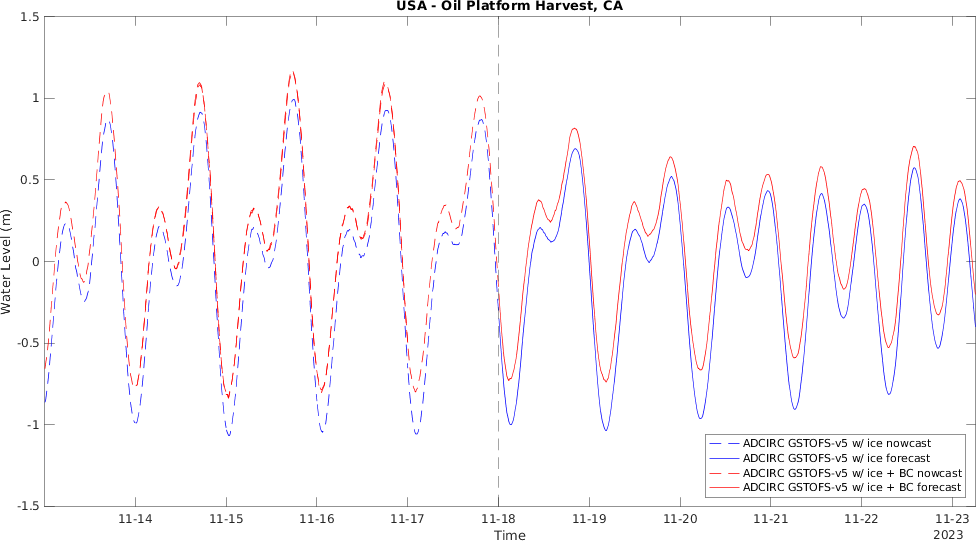 USA - Oil Platform Harvest, CA
Water Level (m)
1.5
1
0.5
0
-0.5
-1
-1.5
11-14 11-15 11-16 11-17 11-18 11-19 11-20 11-21 11-22 11-23
Time
2023
ADCIRC GSTOFS-v5 w/ ice nowcast
ADCIRC GSTOFS-v5 w/ ice forecast
ADCIRC GSTOFS-v5 w/ ice + BC nowcast
ADCIRC GSTOFS-v5 w/ ice + BC forecast